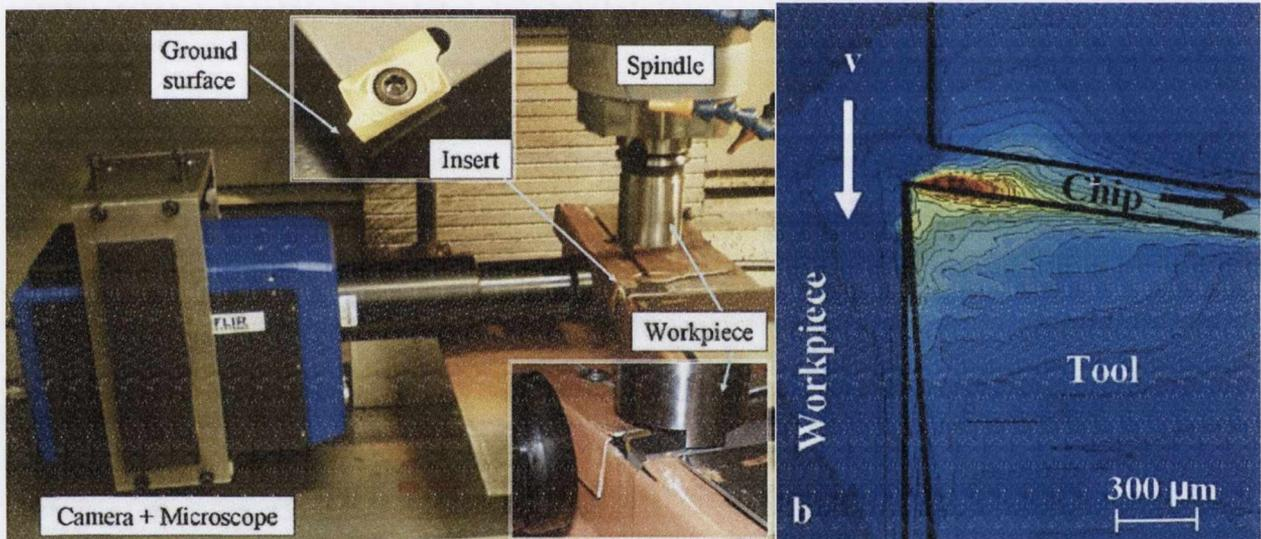 Ground
surface
Spindle
Insert
FLIR
Workpiece
Camera + Microscope
v
Chip
Workpiece
Tool
300 µm
b